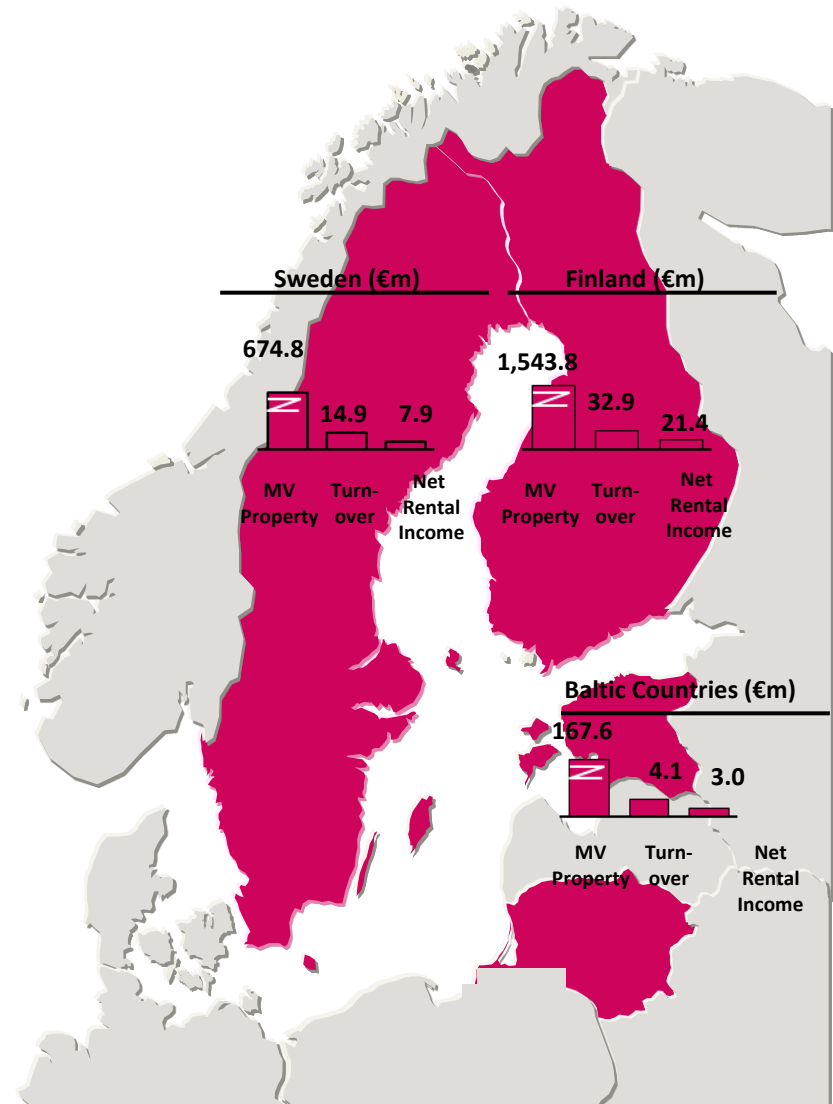 Sweden (€m)
674.8
14.9
7.9
MV
Property
Turn-
over
Net
Rental
Income
Finland (€m)
1,543.8
32.9
21.4
MV
Property
Turn-
over
Net
Rental
Income
Baltic Countries (€m)
167.6
4.1
3.0
MV
Property
Turn-
over
Net
Rental
Income